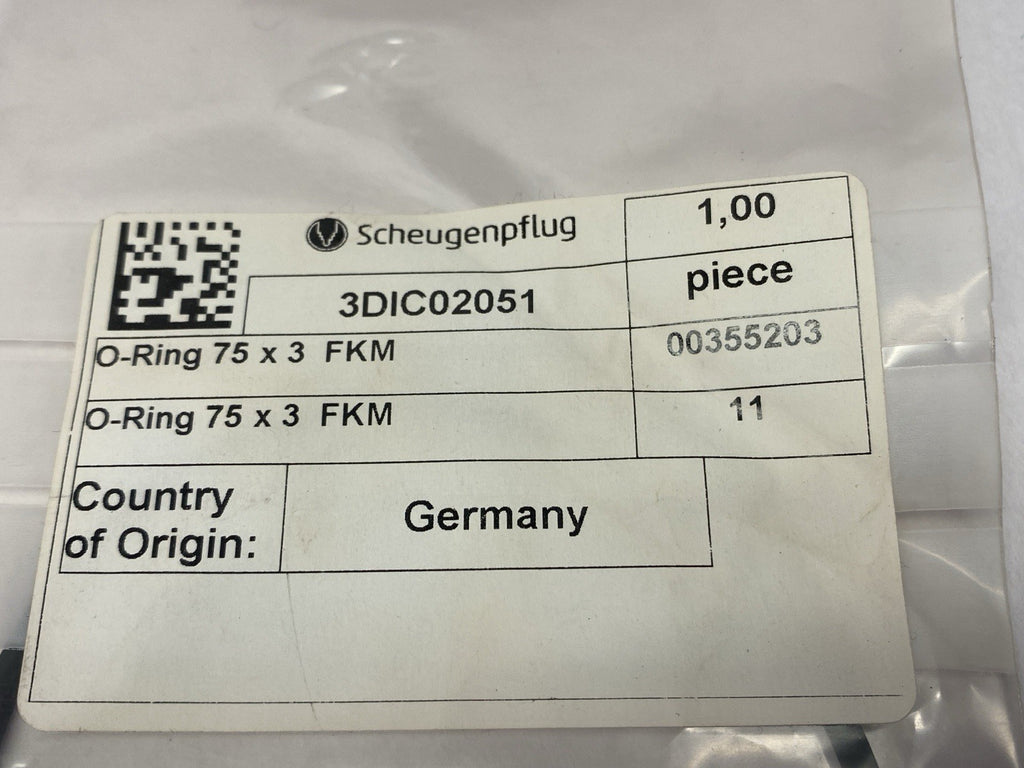 Scheugenpflug
1,00
3DIC02051
piece
O-Ring 75 x 3 FKM
00355203
O-Ring 75 x 3 FKM
11
Country
of Origin:
Germany